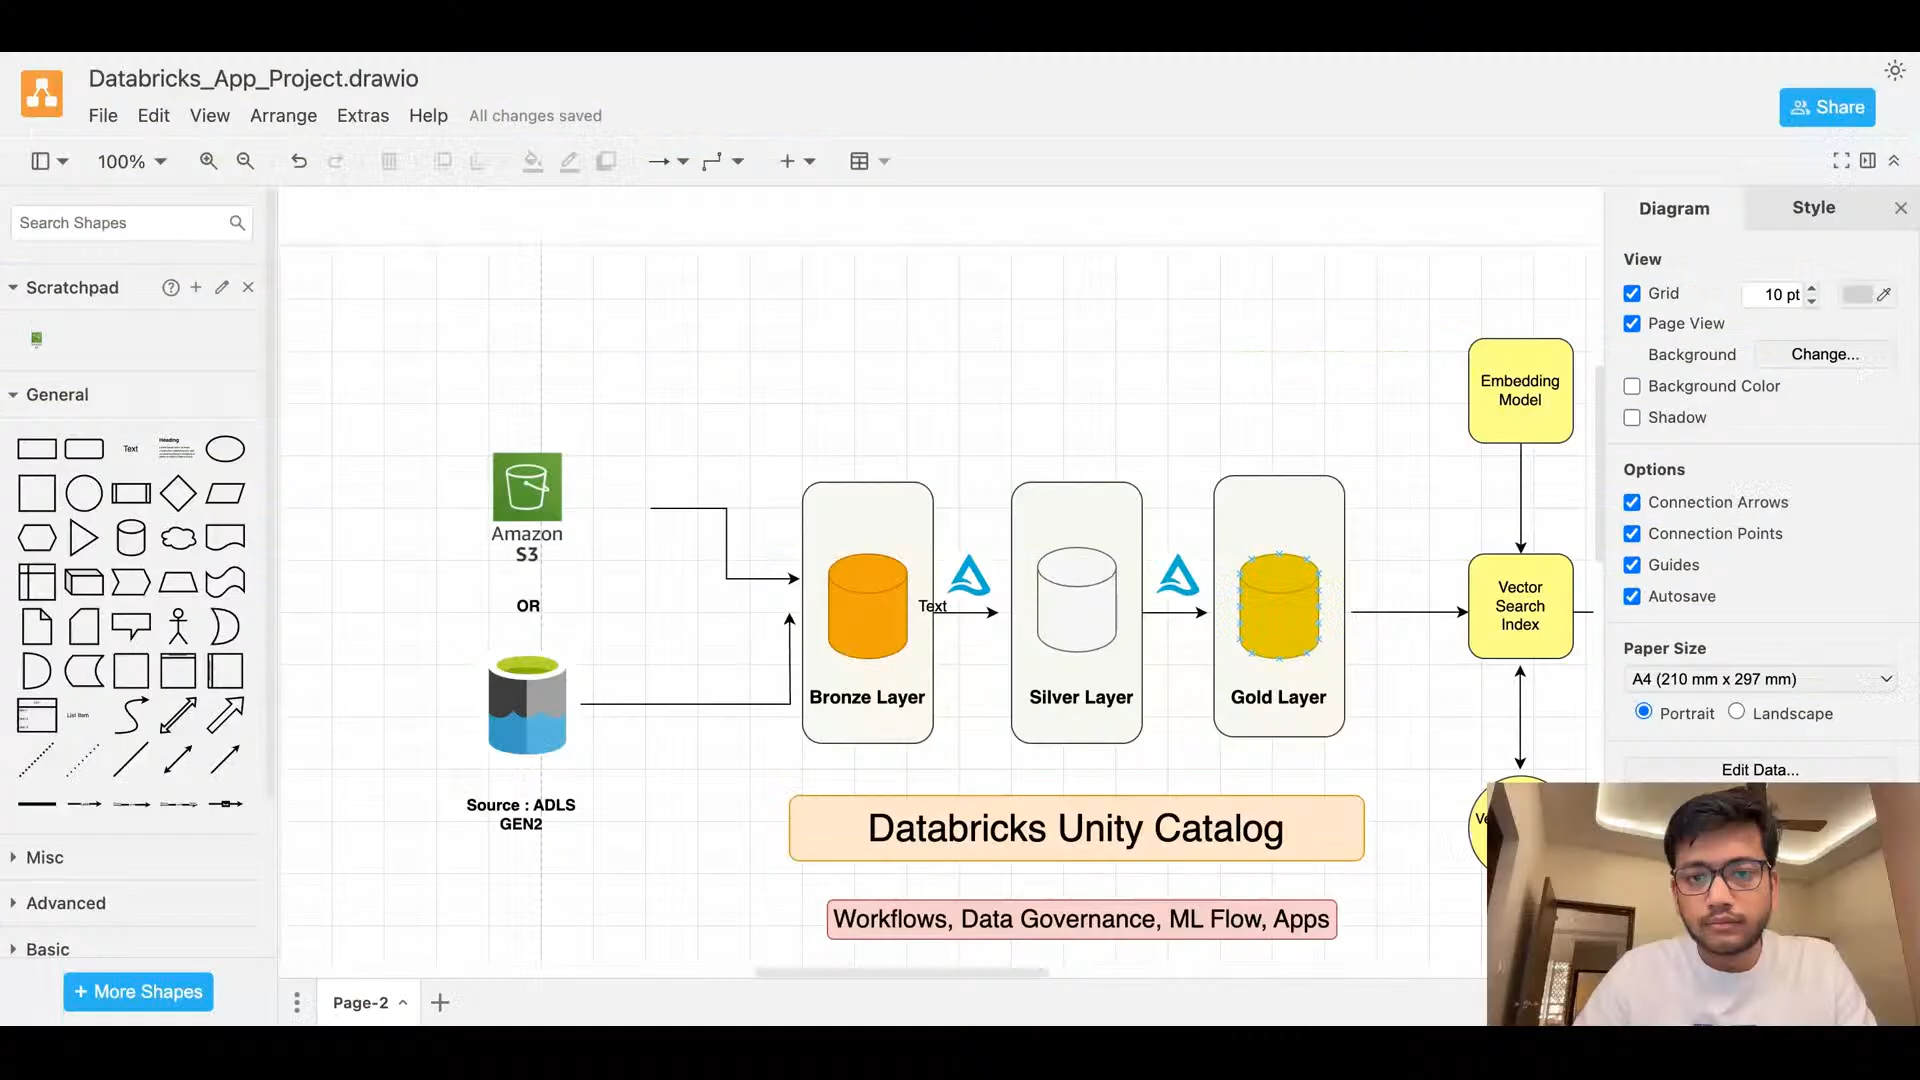 Databricks_App_Project.drawio
File Edit View Arrange Extras Help All changes saved
Share
100%
Search Shapes
Scratchpad
General
Text
Heading
List Item
Misc
Advanced
Basic
+ More Shapes
Amazon
S3
OR
Source : ADLS
GEN2
Bronze Layer
Text
Silver Layer
Gold Layer
Embedding
Model
Vector
Search
Index
Ve
Databricks Unity Catalog
Workflows, Data Governance, ML Flow, Apps
Page-2
Diagram
Style
View
Grid
10 pt
Page View
Background
Change...
Background Color
Shadow
Options
Connection Arrows
Connection Points
Guides
Autosave
Paper Size
A4 (210 mm x 297 mm)
Portrait
Landscape
Edit Data...